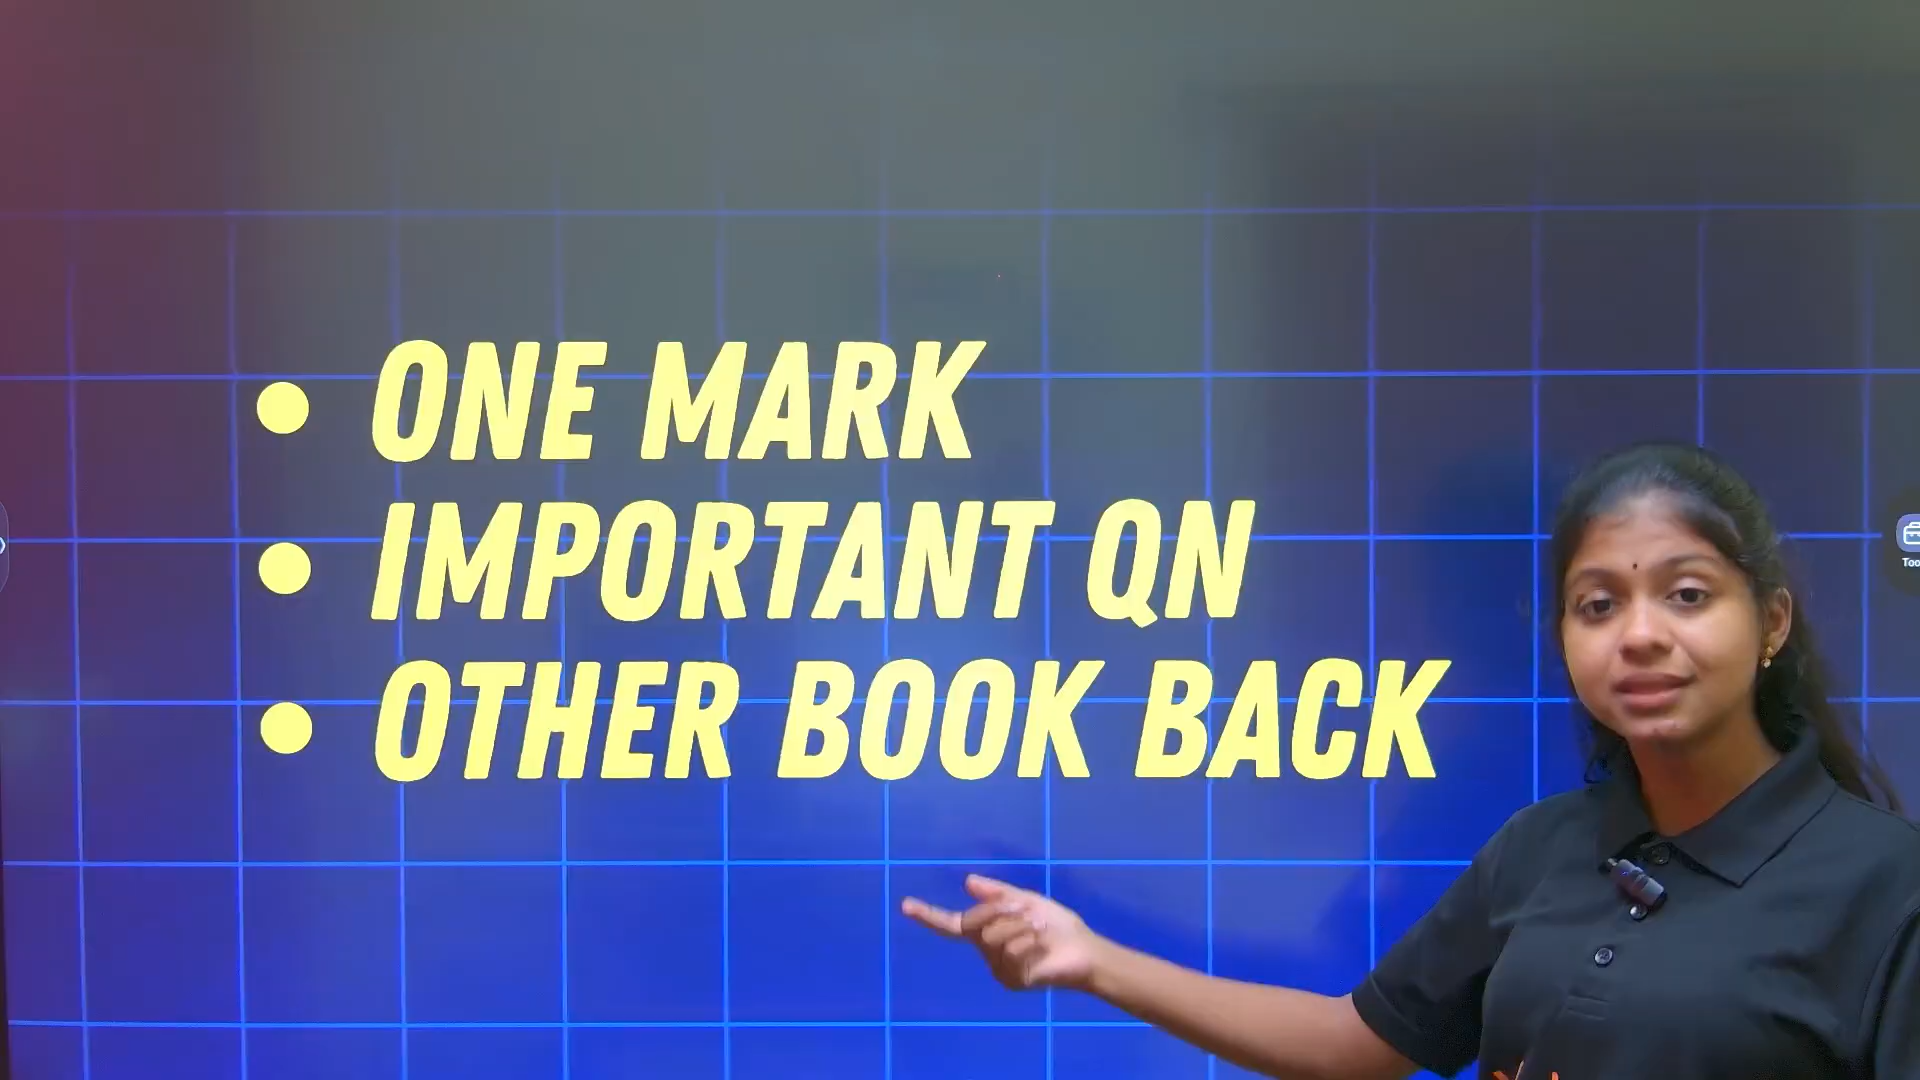 • ONE MARK
• IMPORTANT QN
• OTHER BOOK BACK